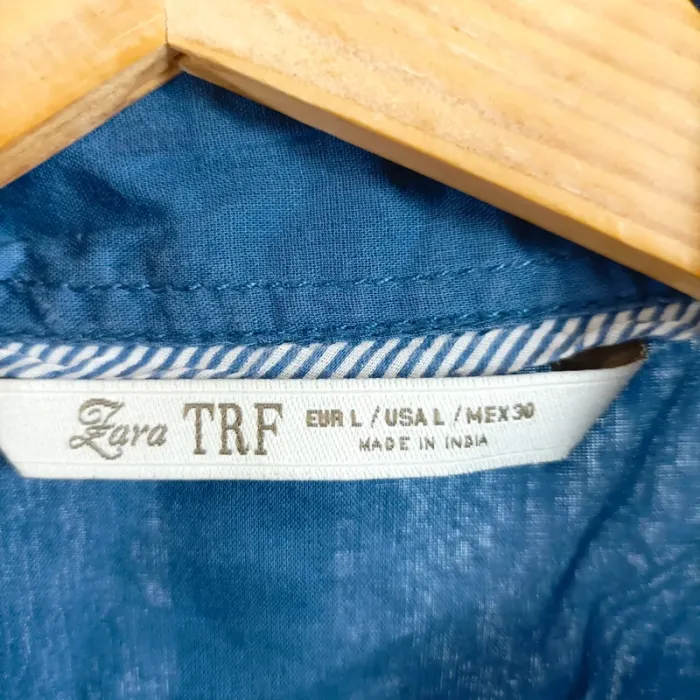 Zara TRF EUR L / USA L / MEX 30
MADE IN INDIA